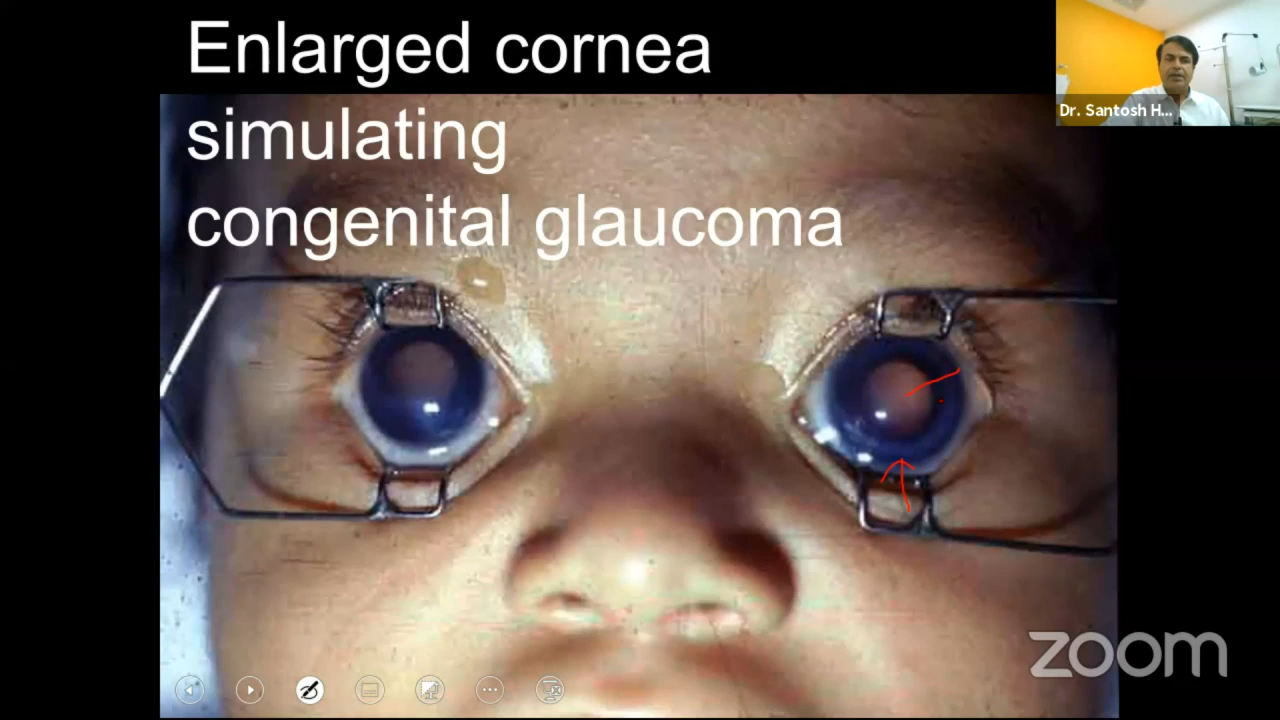 Enlarged cornea
simulating
congenital glaucoma
Dr. Santosh H...
zoom